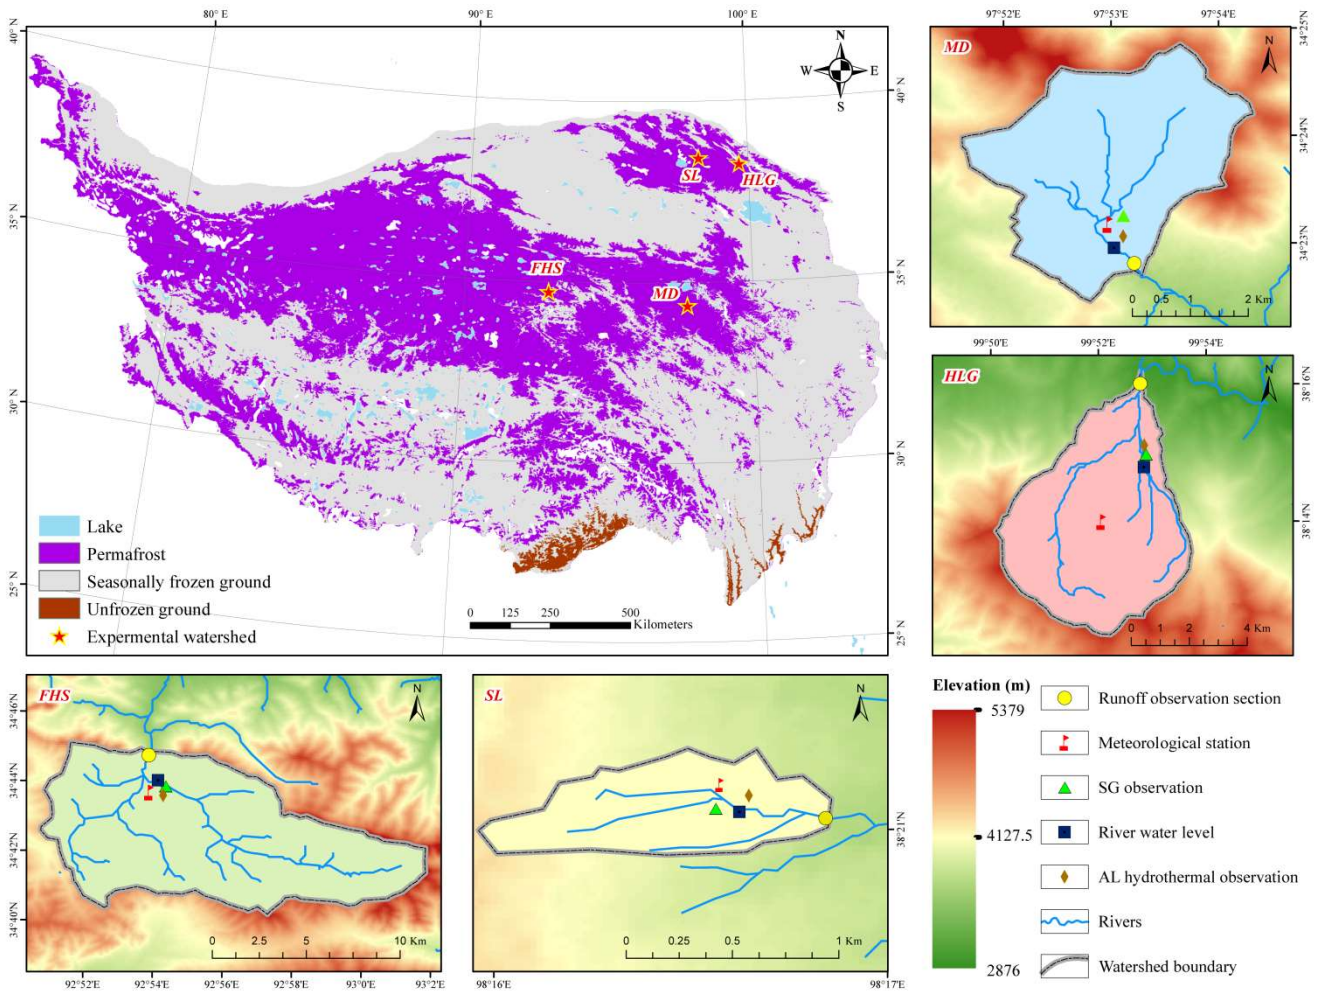 80° E
90° E
100° E
40° N
35° N
30° N
25° N
40° N
35° N
30° N
25° N
N
W
E
S
SL
HLG
FHS
MD
Lake
Permafrost
Seasonally frozen ground
Unfrozen ground
Expermental watershed
0 125 250 500
Kilometers
97°52'E
97°53'E
97°54'E
34°25'N
34°24'N
34°23'N
MD
N
0 0.5 1 2 Km
99°50'E
99°52'E
99°54'E
38°16'N
38°14'N
HLG
N
0 1 2 4 Km
FHS
N
34°46'N
34°44'N
34°42'N
34°40'N
0 2.5 5 10 Km
92°52'E
92°54'E
92°56'E
92°58'E
93°0'E
93°2'E
SL
N
38°21'N
0 0.25 0.5 1 Km
98°16'E
98°17'E
Elevation (m)
5379
4127.5
2876
Runoff observation section
Meteorological station
SG observation
River water level
AL hydrothermal observation
Rivers
Watershed boundary